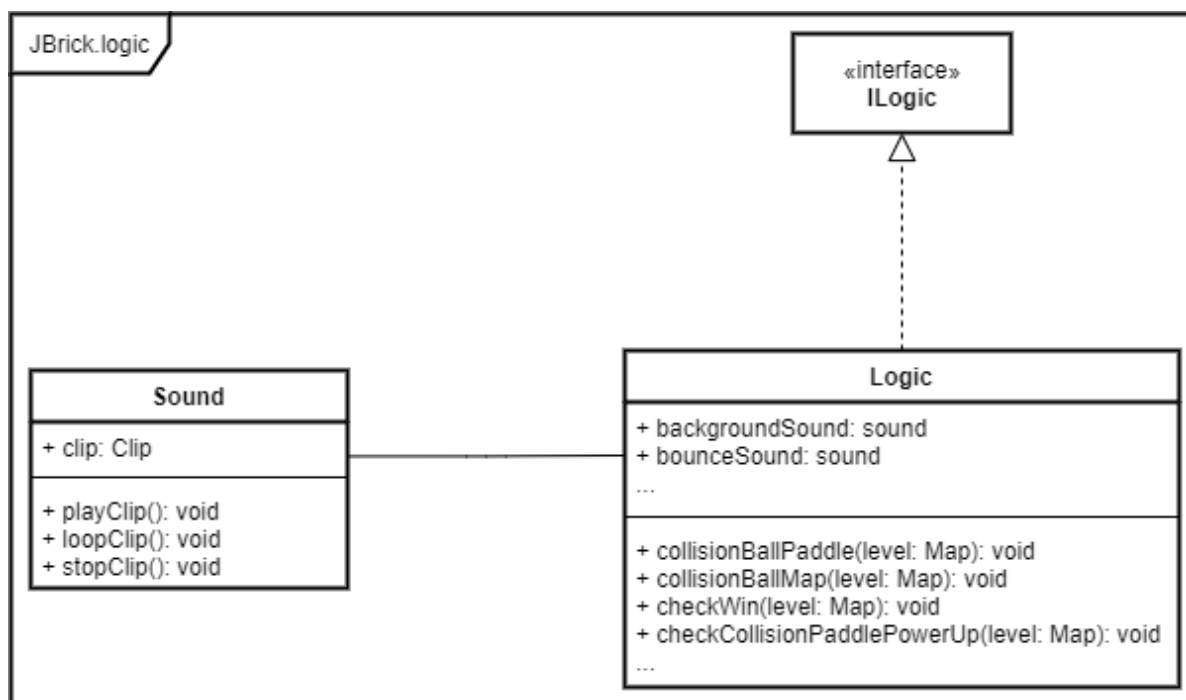 JBrick.logic
«interface»
ILogic
Sound
+ clip: Clip
+ playClip(): void
+ loopClip(): void
+ stopClip(): void
Logic
+ backgroundSound: sound
+ bounceSound: sound
...
+ collisionBallPaddle(level: Map): void
+ collisionBallMap(level: Map): void
+ checkWin(level: Map): void
+ checkCollisionPaddlePowerUp(level: Map): void
...